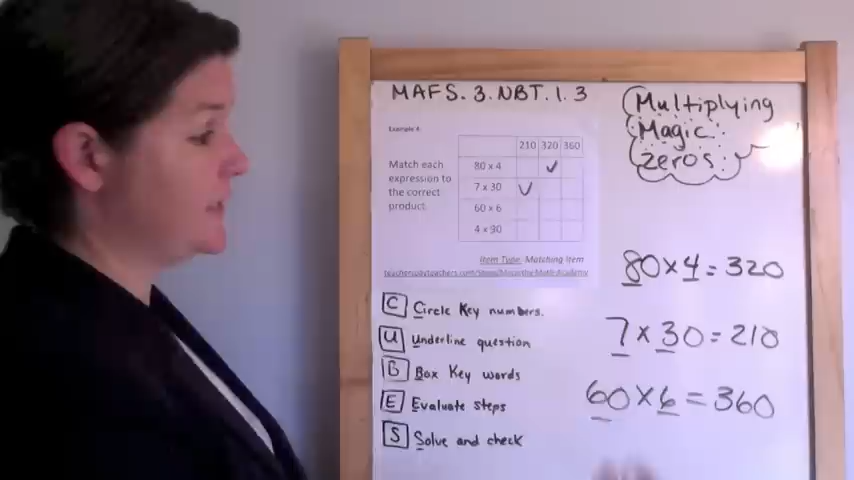 MAFS.3.NBT.1.3
Multiplying
Magic
Zeros
Example 4:
210 320 360
80 x 4 ✓
7 x 30 ✓
60 x 6
4 x 90
Match each
expression to
the correct
product.
Item Type: Matching Item
80 x 4 = 320
7 x 30 = 210
60 x 6 = 360
C Circle Key numbers.
U Underline question
B Box Key words
E Evaluate steps
S Solve and check